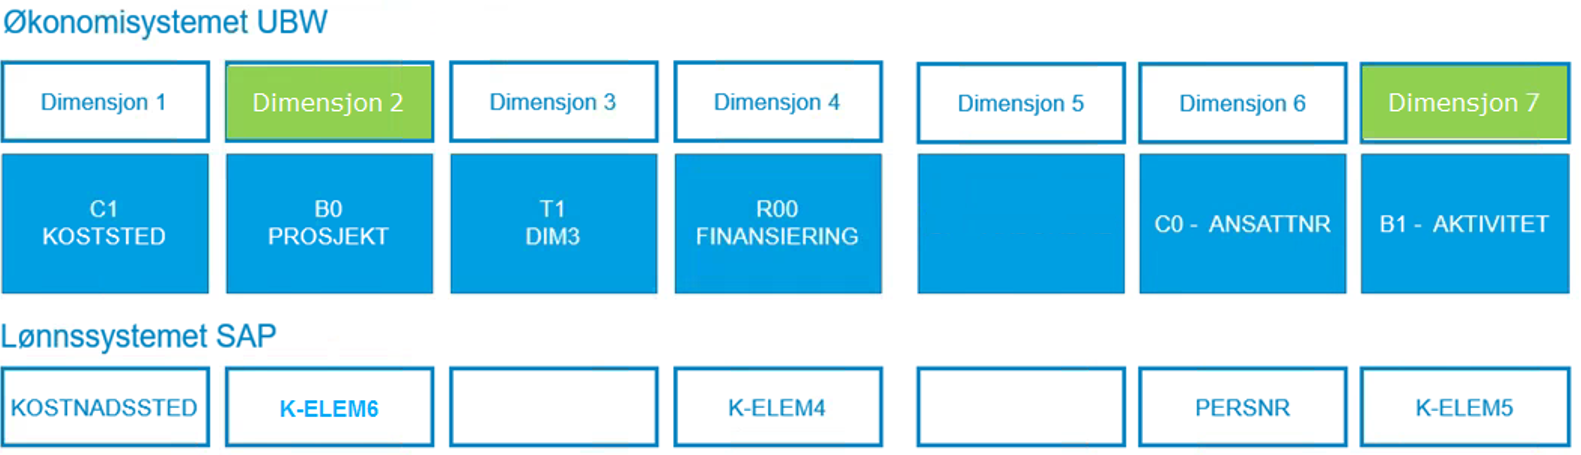 Økonomisystemet UBW
Dimensjon 1
Dimensjon 2
Dimensjon 3
Dimensjon 4
Dimensjon 5
Dimensjon 6
Dimensjon 7
C1
KOSTSTED
B0
PROSJEKT
T1
DIM3
R00
FINANSIERING
C0 - ANSATTNR
B1 - AKTIVITET
Lønnssystemet SAP
KOSTNADSSTED
K-ELEM6
K-ELEM4
PERSNR
K-ELEM5